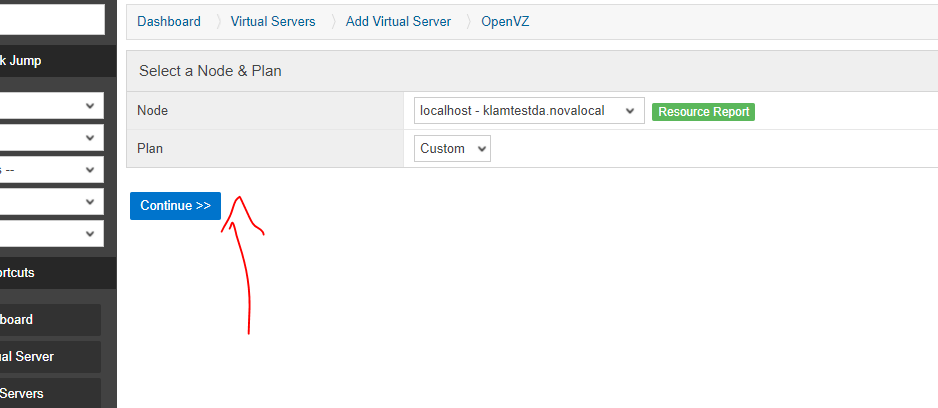 Dashboard Virtual Servers Add Virtual Server OpenVZ
k Jump
Select a Node & Plan
Node localhost - klamtestda.novalocal Resource Report
Plan Custom
s --
Continue >>
ortcuts
board
ual Server
Servers